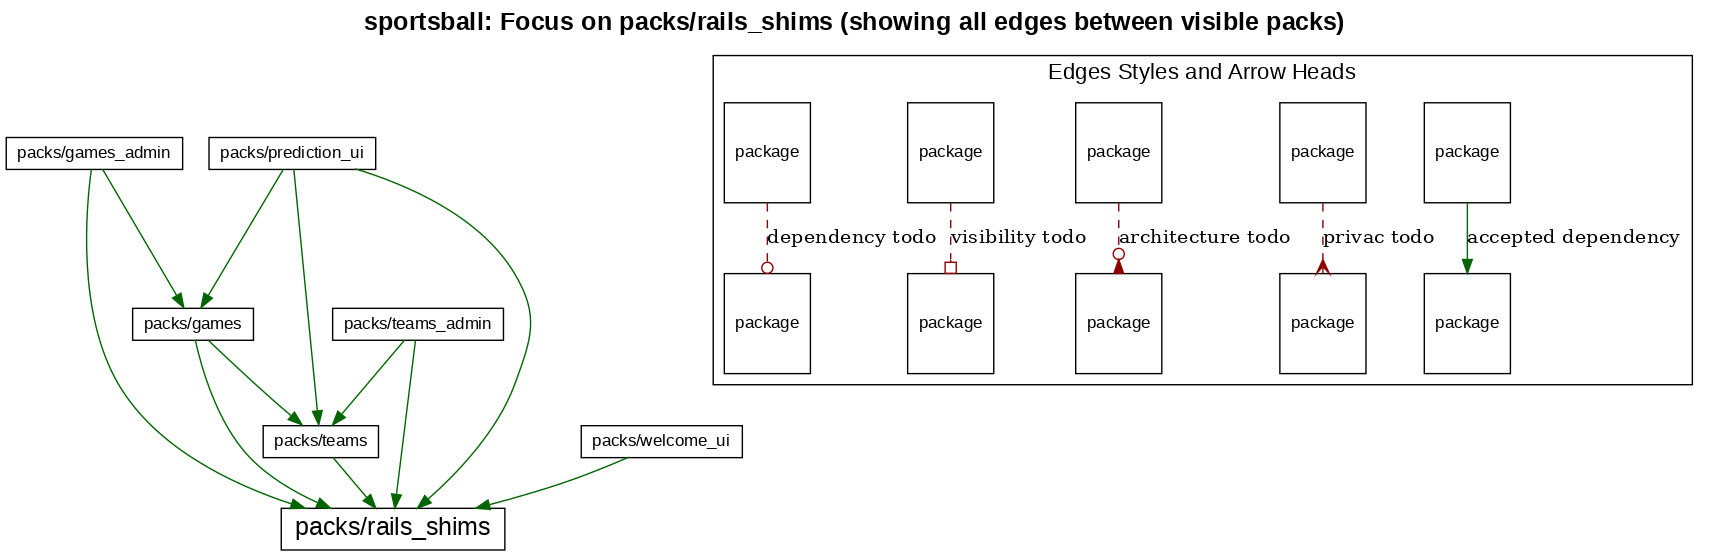 sportsball: Focus on packs/rails_shims (showing all edges between visible packs)
Edges Styles and Arrow Heads
package
package
package
package
package
dependency todo
visibility todo
architecture todo
privac todo
accepted dependency
package
package
package
package
package
packs/games_admin
packs/prediction_ui
packs/games
packs/teams_admin
packs/teams
packs/welcome_ui
packs/rails_shims